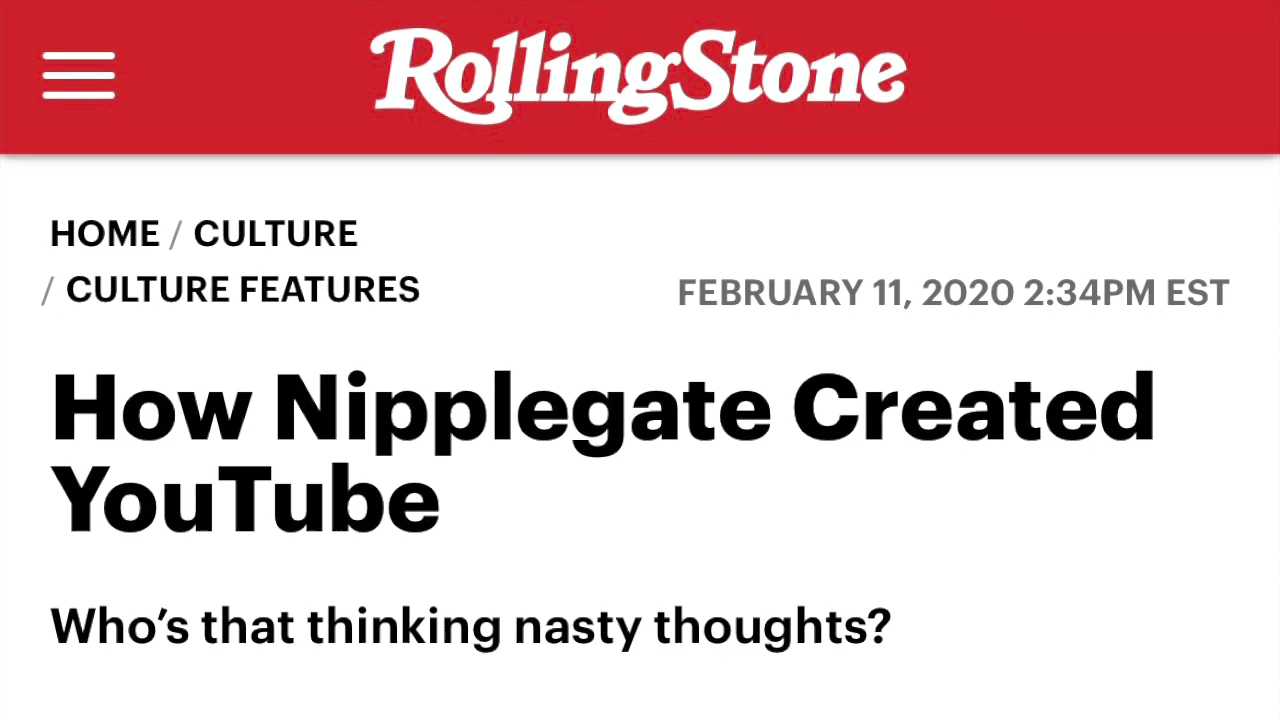 RollingStone
HOME / CULTURE
/ CULTURE FEATURES
FEBRUARY 11, 2020 2:34PM EST
How Nipplegate Created
YouTube
Who’s that thinking nasty thoughts?